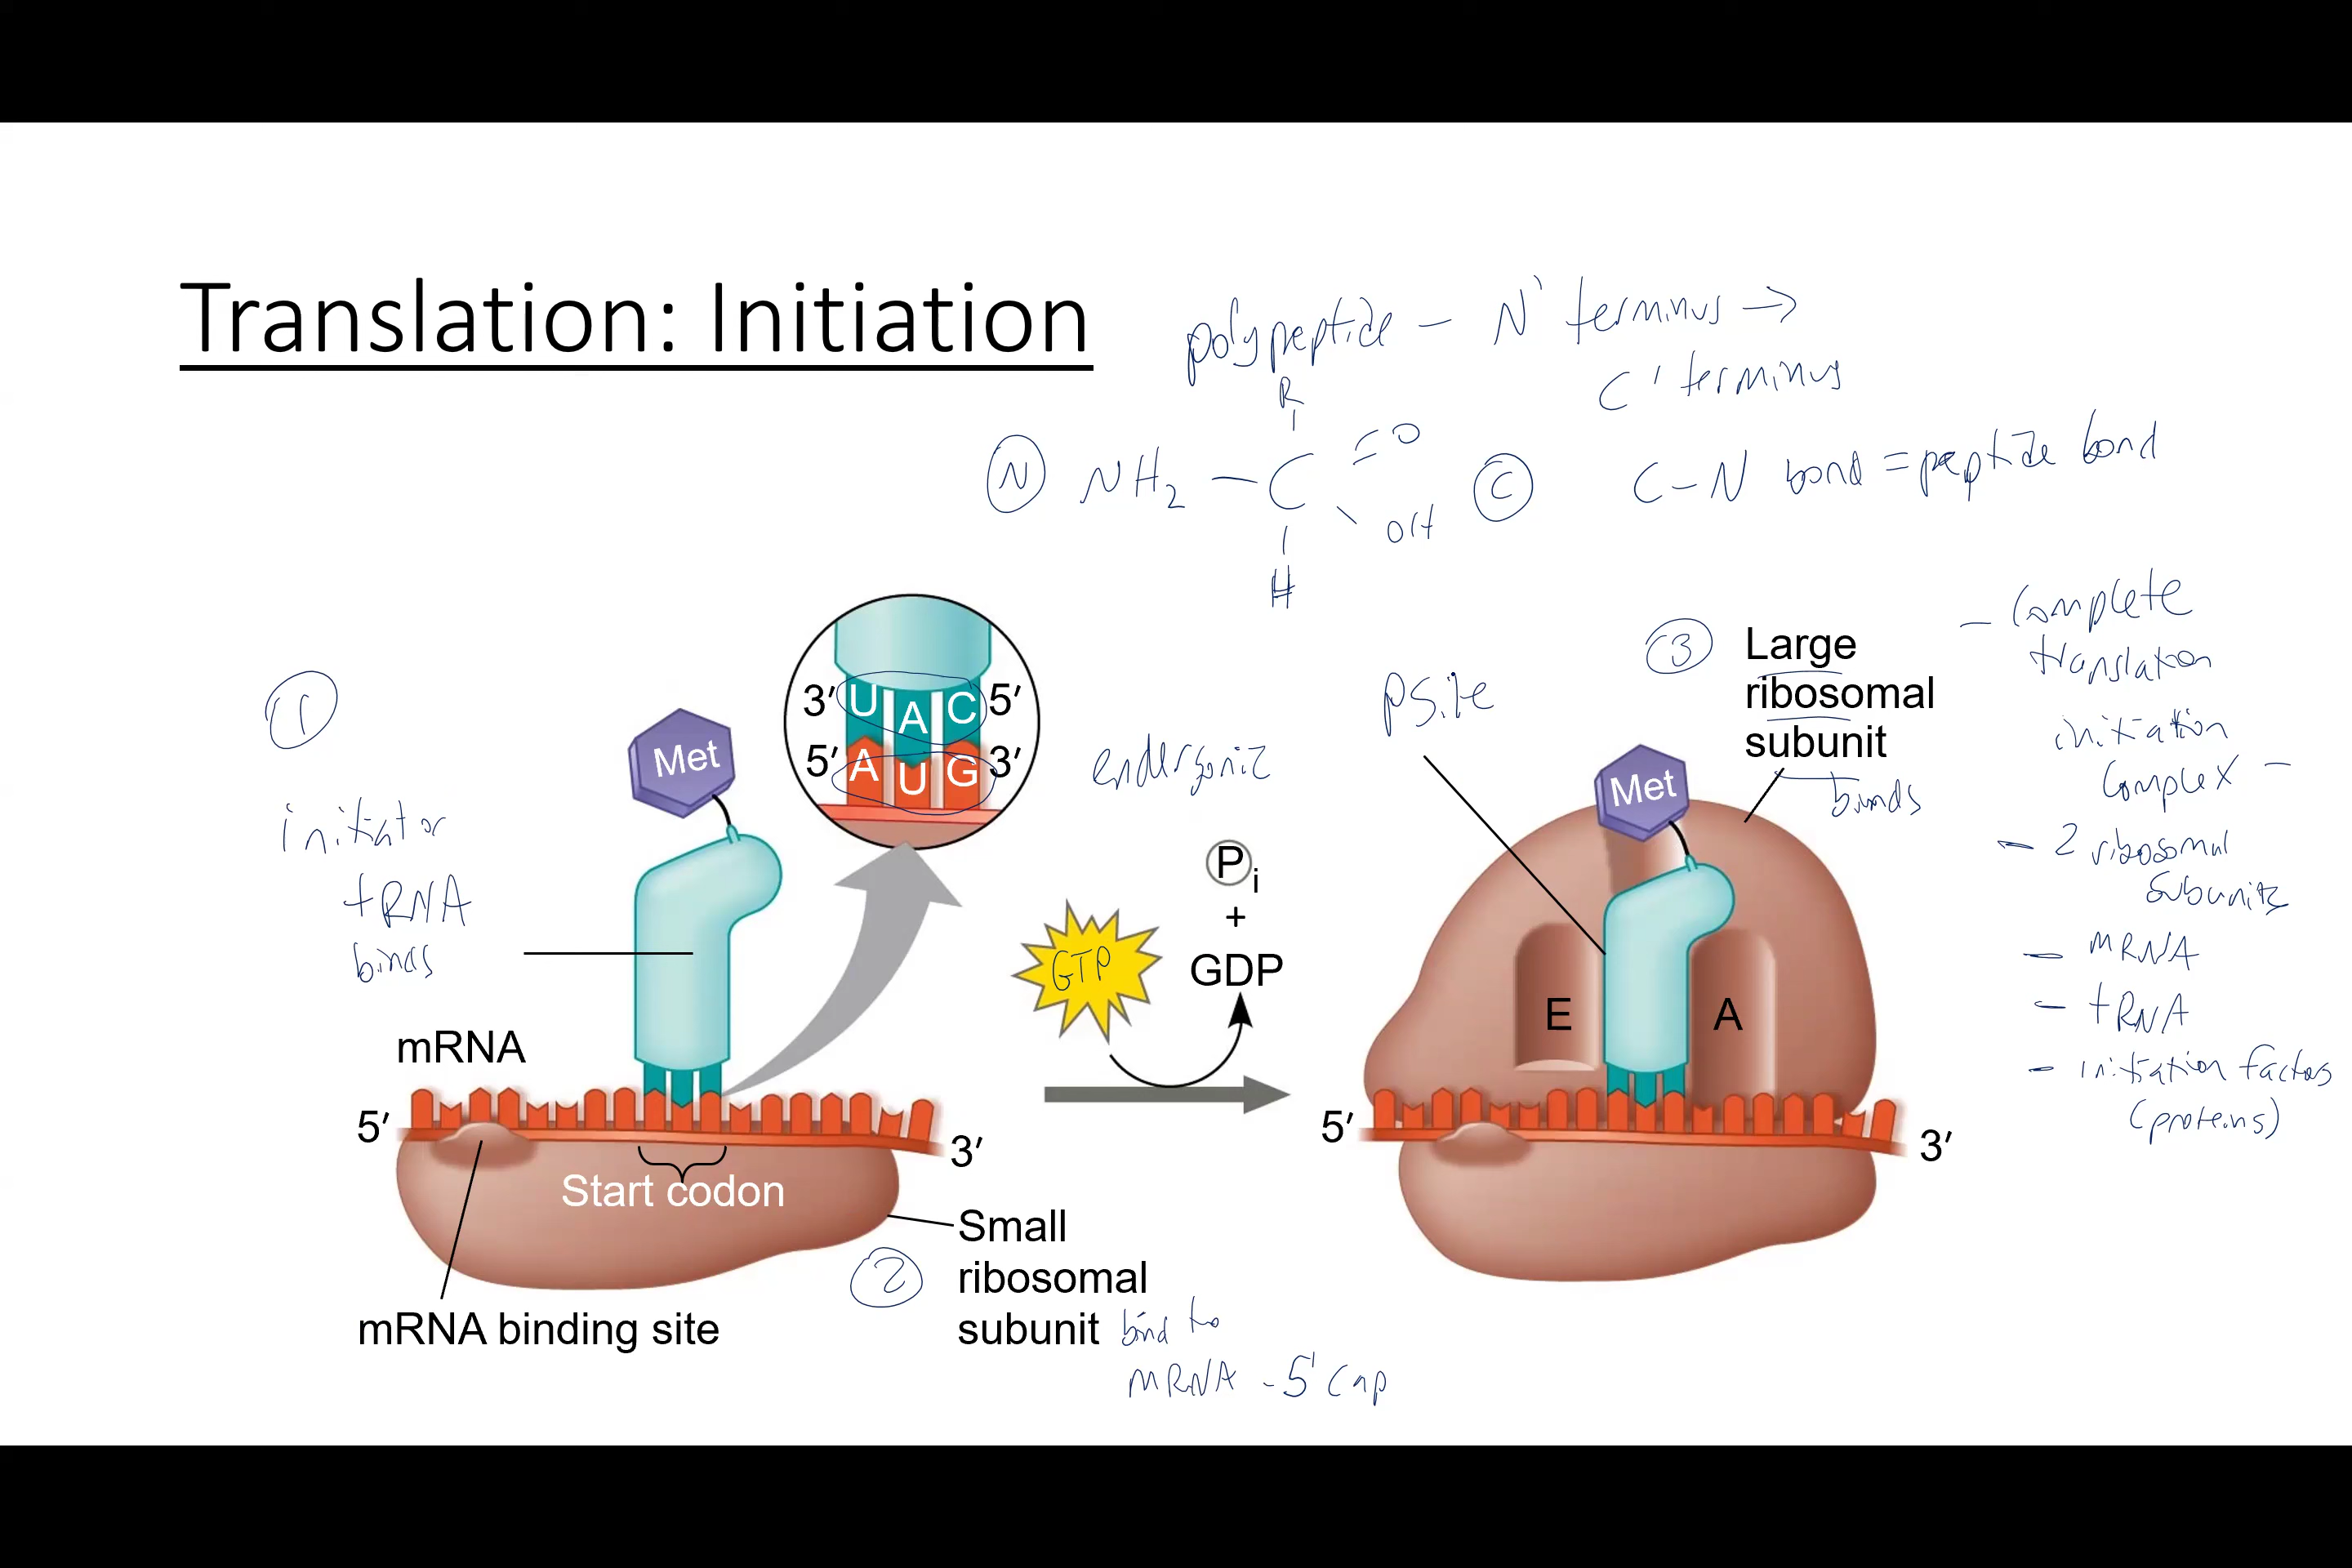 Translation: Initiation
polypeptide - N' terminus →
C' terminus
R
N NH2 - C =O OH C
H
C-N bond = peptide bond
1
initiator
tRNA
binds
Met
3' U A C 5'
5' A U G 3'
mRNA
5'
3'
Start codon
mRNA binding site
2
Small
ribosomal
subunit bind to
mRNA - 5' cap
endergonic
Pi
+
GDP
GTP
P site
3 Large
ribosomal
subunit
binds
Met
E
A
5'
3'
- Complete
translation
initiation
complex -
- 2 ribosomal
subunits
- mRNA
- tRNA
- initiation factors
(proteins)